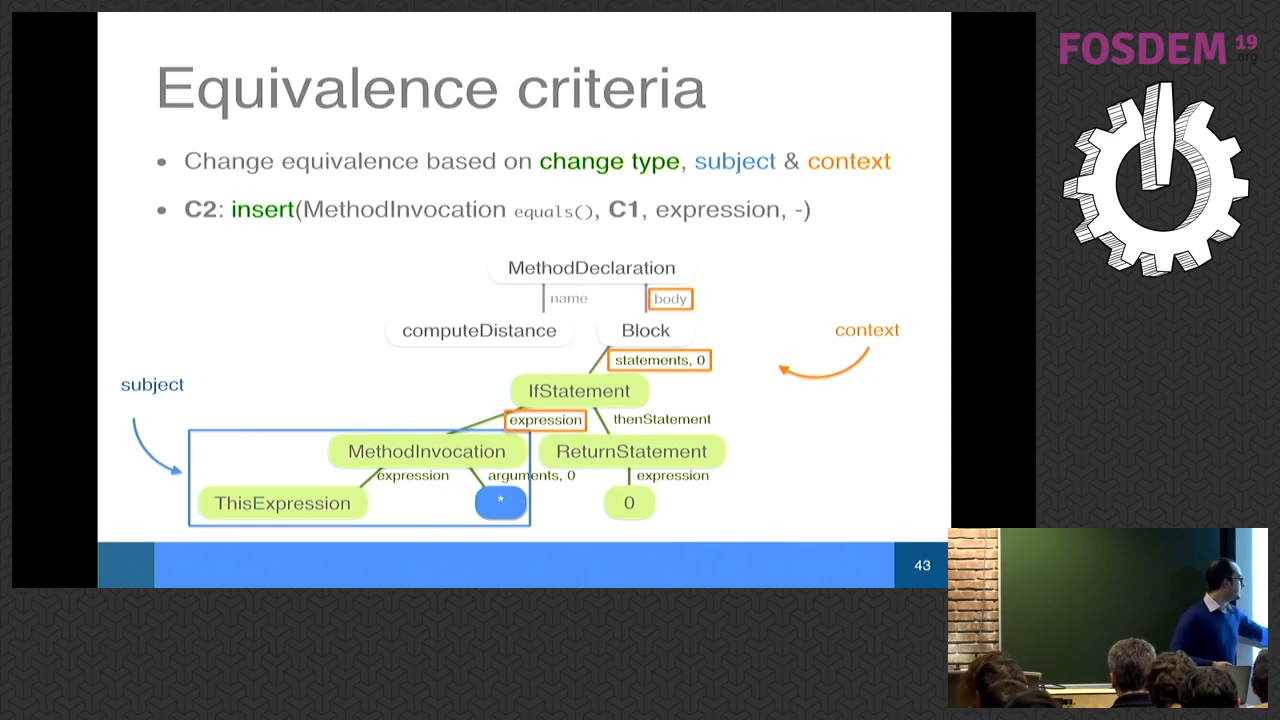 Equivalence criteria
• Change equivalence based on change type, subject & context
• C2: insert(MethodInvocation equals(), C1, expression, -)
MethodDeclaration
name
body
computeDistance
Block
context
statements, 0
subject
IfStatement
expression
thenStatement
MethodInvocation
ReturnStatement
expression
arguments, 0
expression
ThisExpression
*
0
43
FOSDEM 19
.org